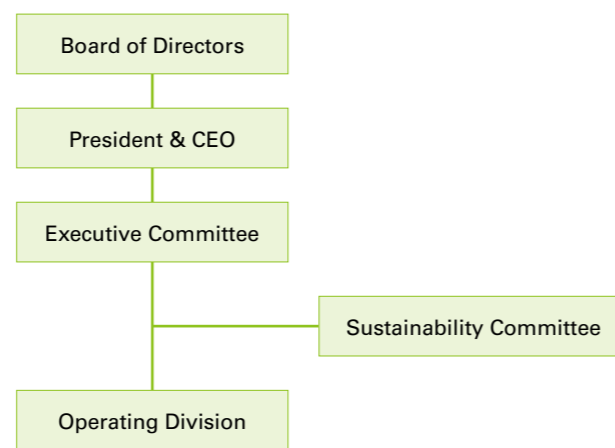 Board of Directors
President & CEO
Executive Committee
Sustainability Committee
Operating Division